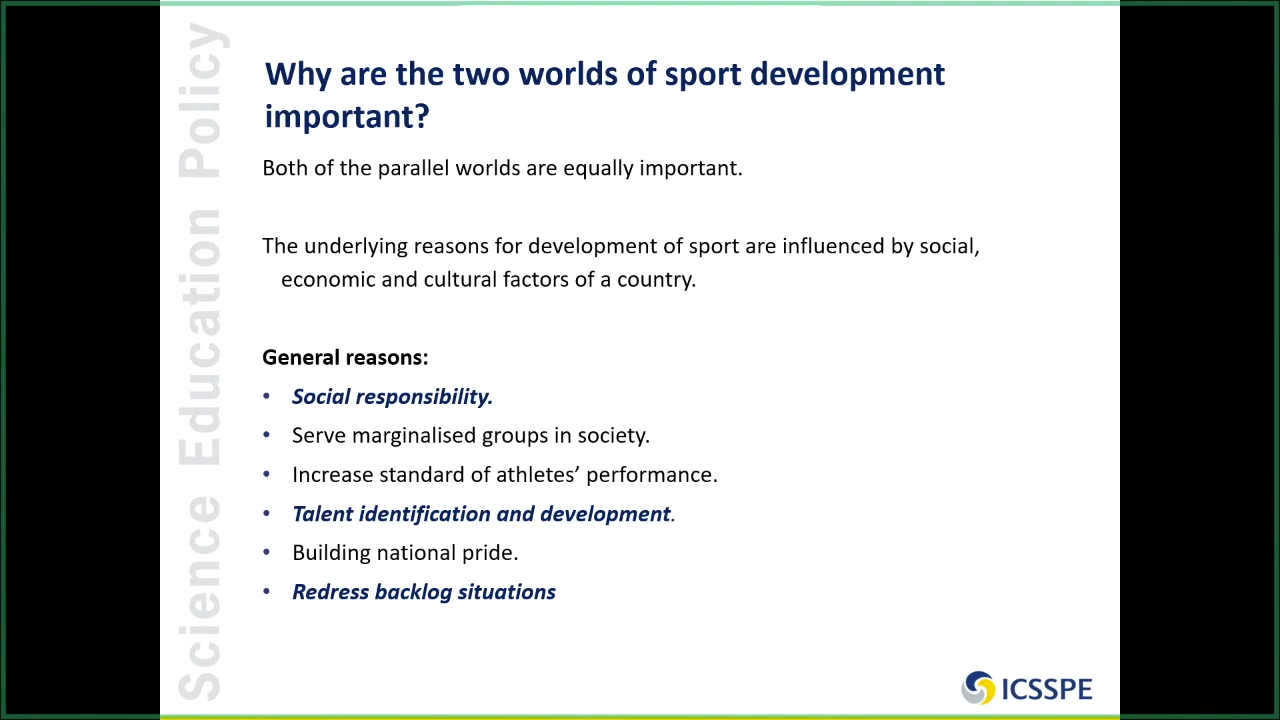 Science Education Policy
Why are the two worlds of sport development
important?
Both of the parallel worlds are equally important.
The underlying reasons for development of sport are influenced by social,
economic and cultural factors of a country.
General reasons:
• Social responsibility.
• Serve marginalised groups in society.
• Increase standard of athletes’ performance.
• Talent identification and development.
• Building national pride.
• Redress backlog situations
ICSSPE